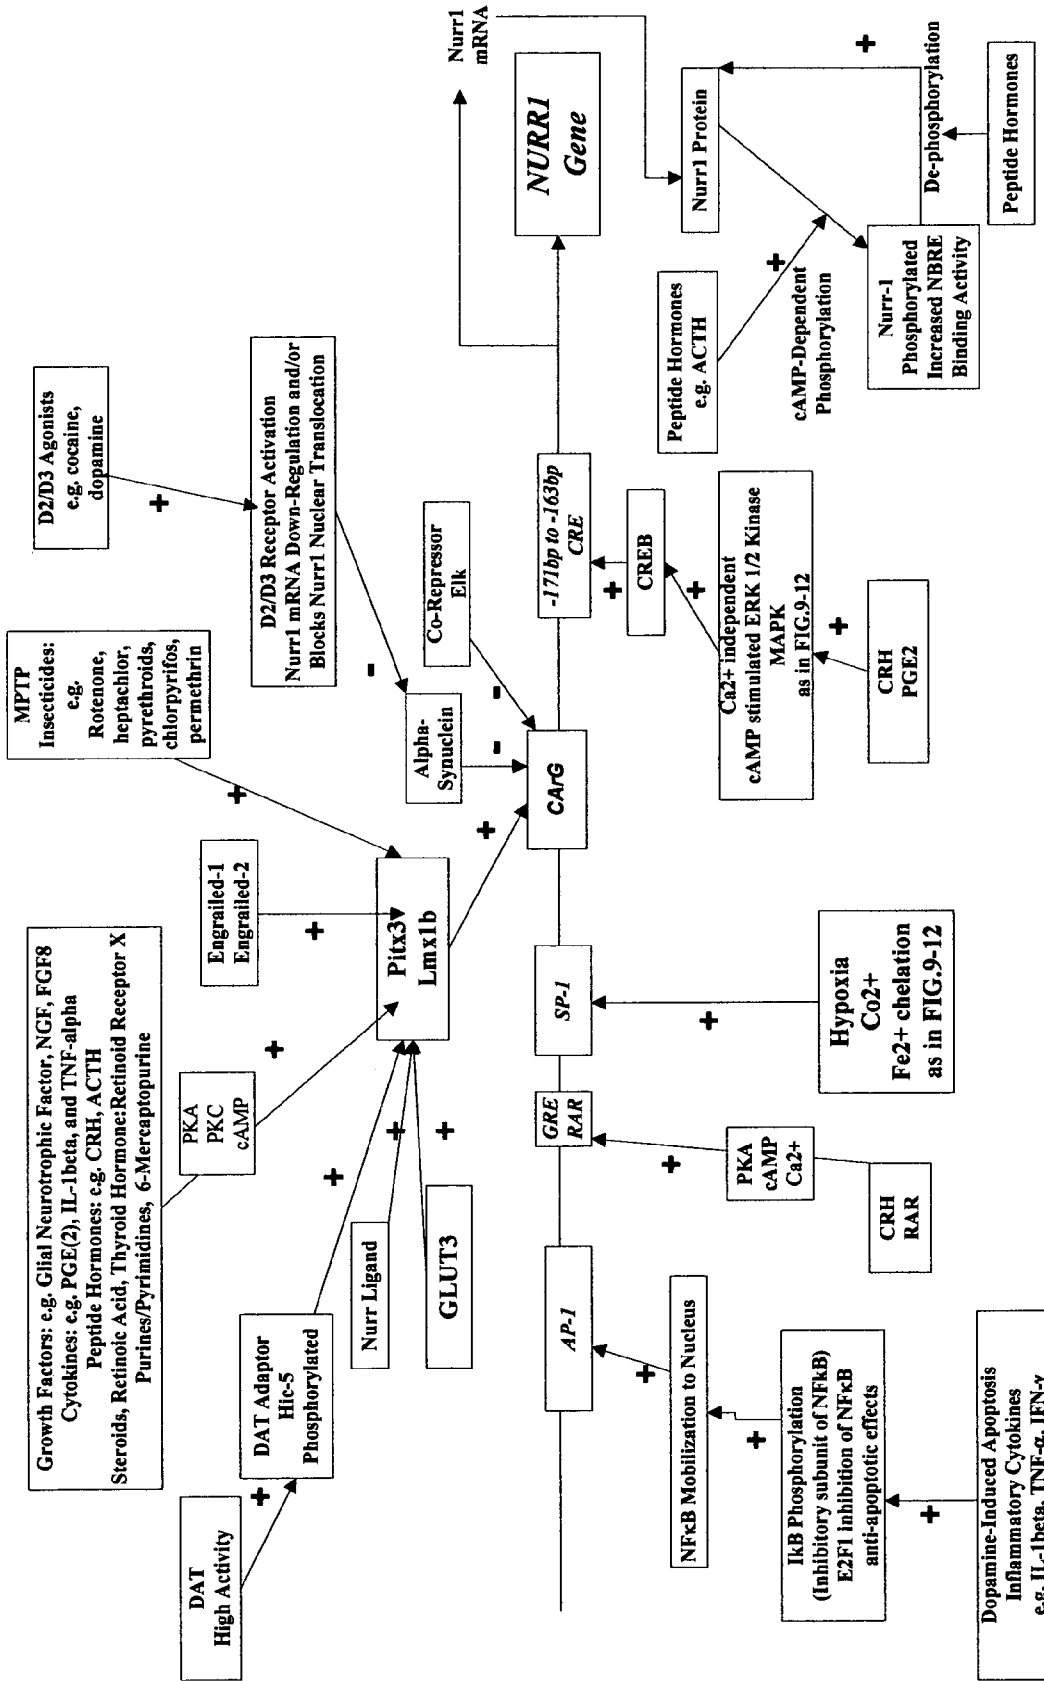 Growth Factors: e.g. Glial Neurotrophic Factor, NGF, FGF8
Cytokines: e.g. PGE(2), IL-1beta, and TNF-alpha
Peptide Hormones: e.g. CRH, ACTH
Steroids, Retinoic Acid, Thyroid Hormone:Retinoid Receptor X
Purines/Pyrimidines, 6-Mercaptopurine
MPTP
Insecticides:
e.g.
Rotenone,
heptachlor,
pyrethroids,
chlorpyrifos,
permethrin
D2/D3 Agonists
e.g. cocaine,
dopamine
+
DAT
High Activity
+
DAT Adaptor
Hic-5
Phosphorylated
+
PKA
PKC
cAMP
+
Engrailed-1
Engrailed-2
+
+
D2/D3 Receptor Activation
Nurr1 mRNA Down-Regulation and/or
Blocks Nurr1 Nuclear Translocation
-
Nurr Ligand
+
GLUT3
+
Pitx3
Lmx1b
+
Alpha-
Synuclein
-
Co-Repressor
Elk
-
Nurr1
mRNA
AP-1
GRE
RAR
SP-1
CArG
-171bp to -163bp
CRE
NURR1
Gene
+
NFκB Mobilization to Nucleus
+
IkB Phosphorylation
(Inhibitory subunit of NFkB)
E2F1 inhibition of NFκB
anti-apoptotic effects
+
Dopamine-Induced Apoptosis
Inflammatory Cytokines
e.g. IL-1beta, TNF-α, IFN-γ
+
PKA
cAMP
Ca2+
CRH
RAR
+
Hypoxia
Co2+
Fe2+ chelation
as in FIG.9-12
+
CREB
+
Ca2+ independent
cAMP stimulated ERK 1/2 Kinase
MAPK
as in FIG.9-12
+
CRH
PGE2
Peptide Hormones
e.g. ACTH
+
cAMP-Dependent
Phosphorylation
Nurr1 Protein
Nurr-1
Phosphorylated
Increased NBRE
Binding Activity
+
De-phosphorylation
Peptide Hormones